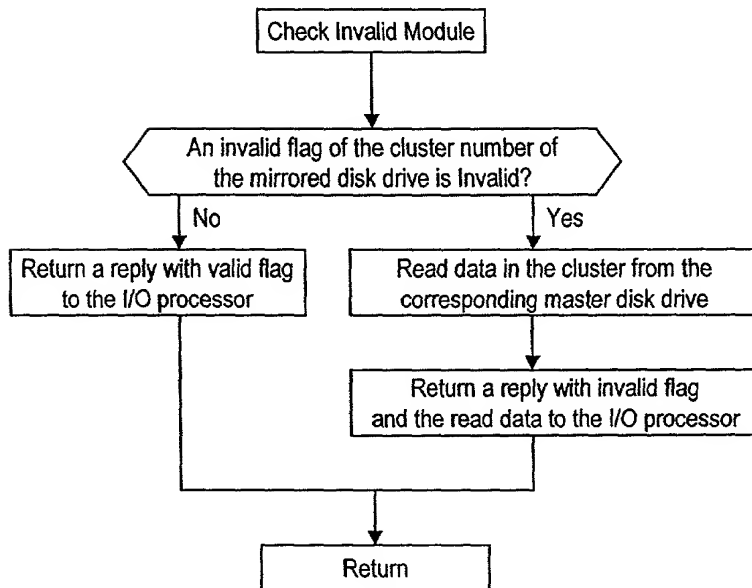 Check Invalid Module
An invalid flag of the cluster number of
the mirrored disk drive is Invalid?
No
Yes
Return a reply with valid flag
to the I/O processor
Read data in the cluster from the
corresponding master disk drive
Return a reply with invalid flag
and the read data to the I/O processor
Return